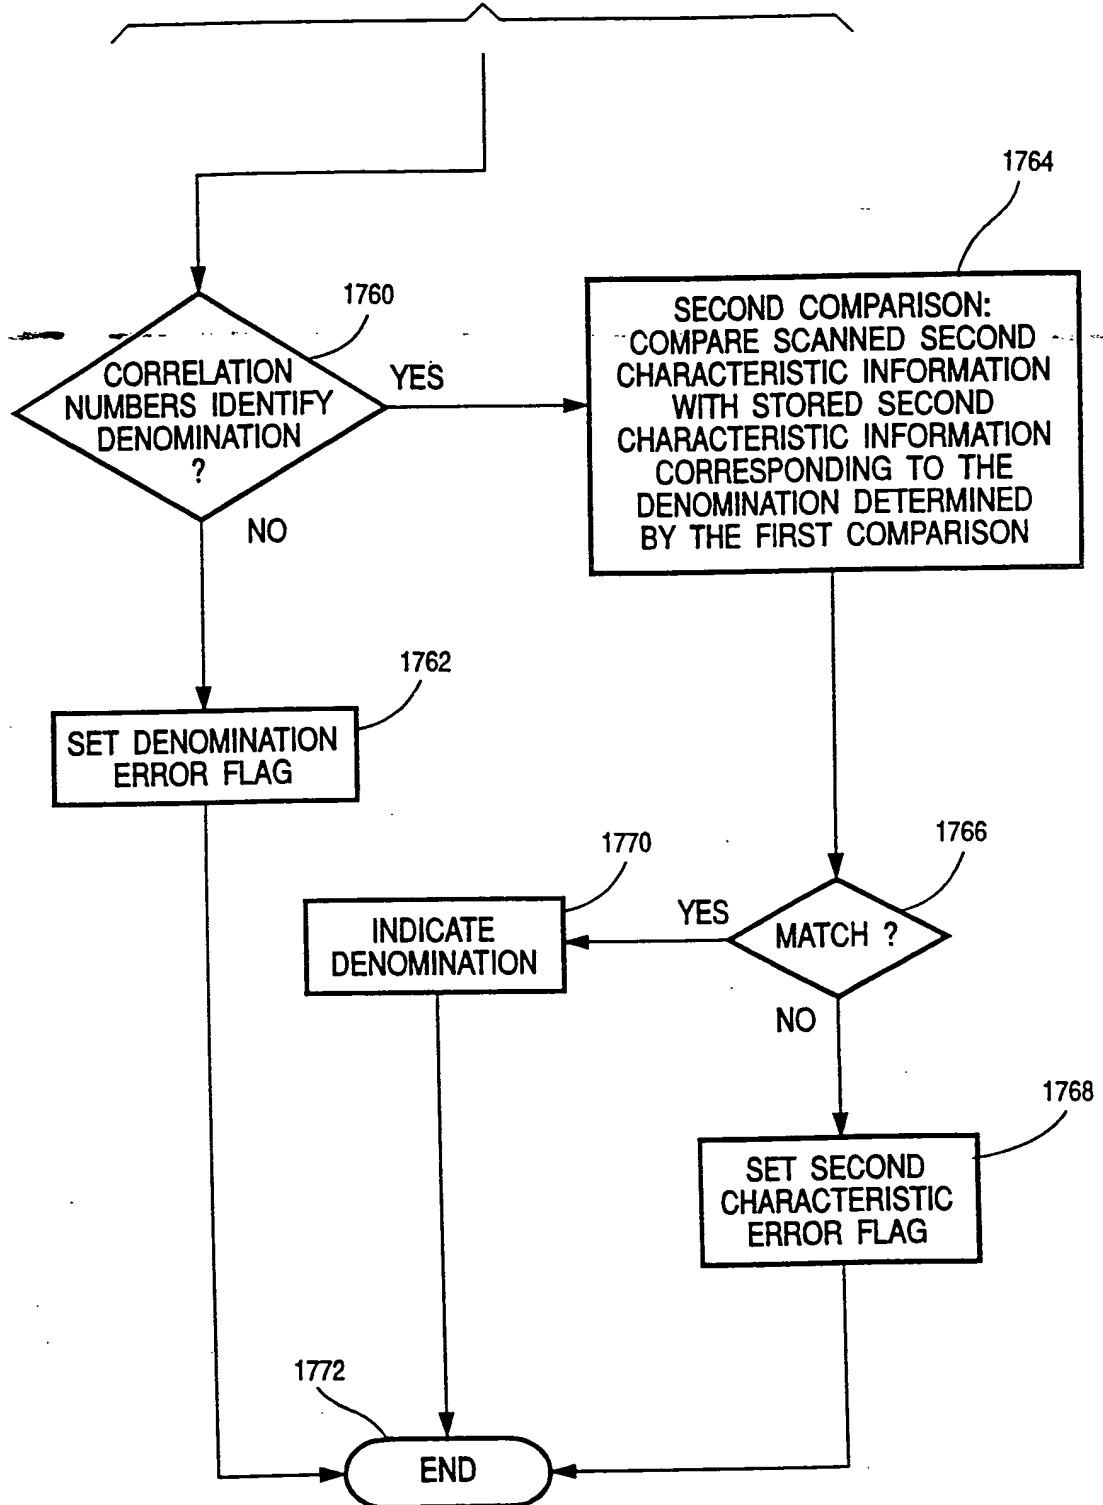 1764
1760
CORRELATION
NUMBERS IDENTIFY
DENOMINATION
?
YES
NO
SECOND COMPARISON:
COMPARE SCANNED SECOND
CHARACTERISTIC INFORMATION
WITH STORED SECOND
CHARACTERISTIC INFORMATION
CORRESPONDING TO THE
DENOMINATION DETERMINED
BY THE FIRST COMPARISON
1762
SET DENOMINATION
ERROR FLAG
1770
INDICATE
DENOMINATION
YES
1766
MATCH ?
NO
1768
SET SECOND
CHARACTERISTIC
ERROR FLAG
1772
END